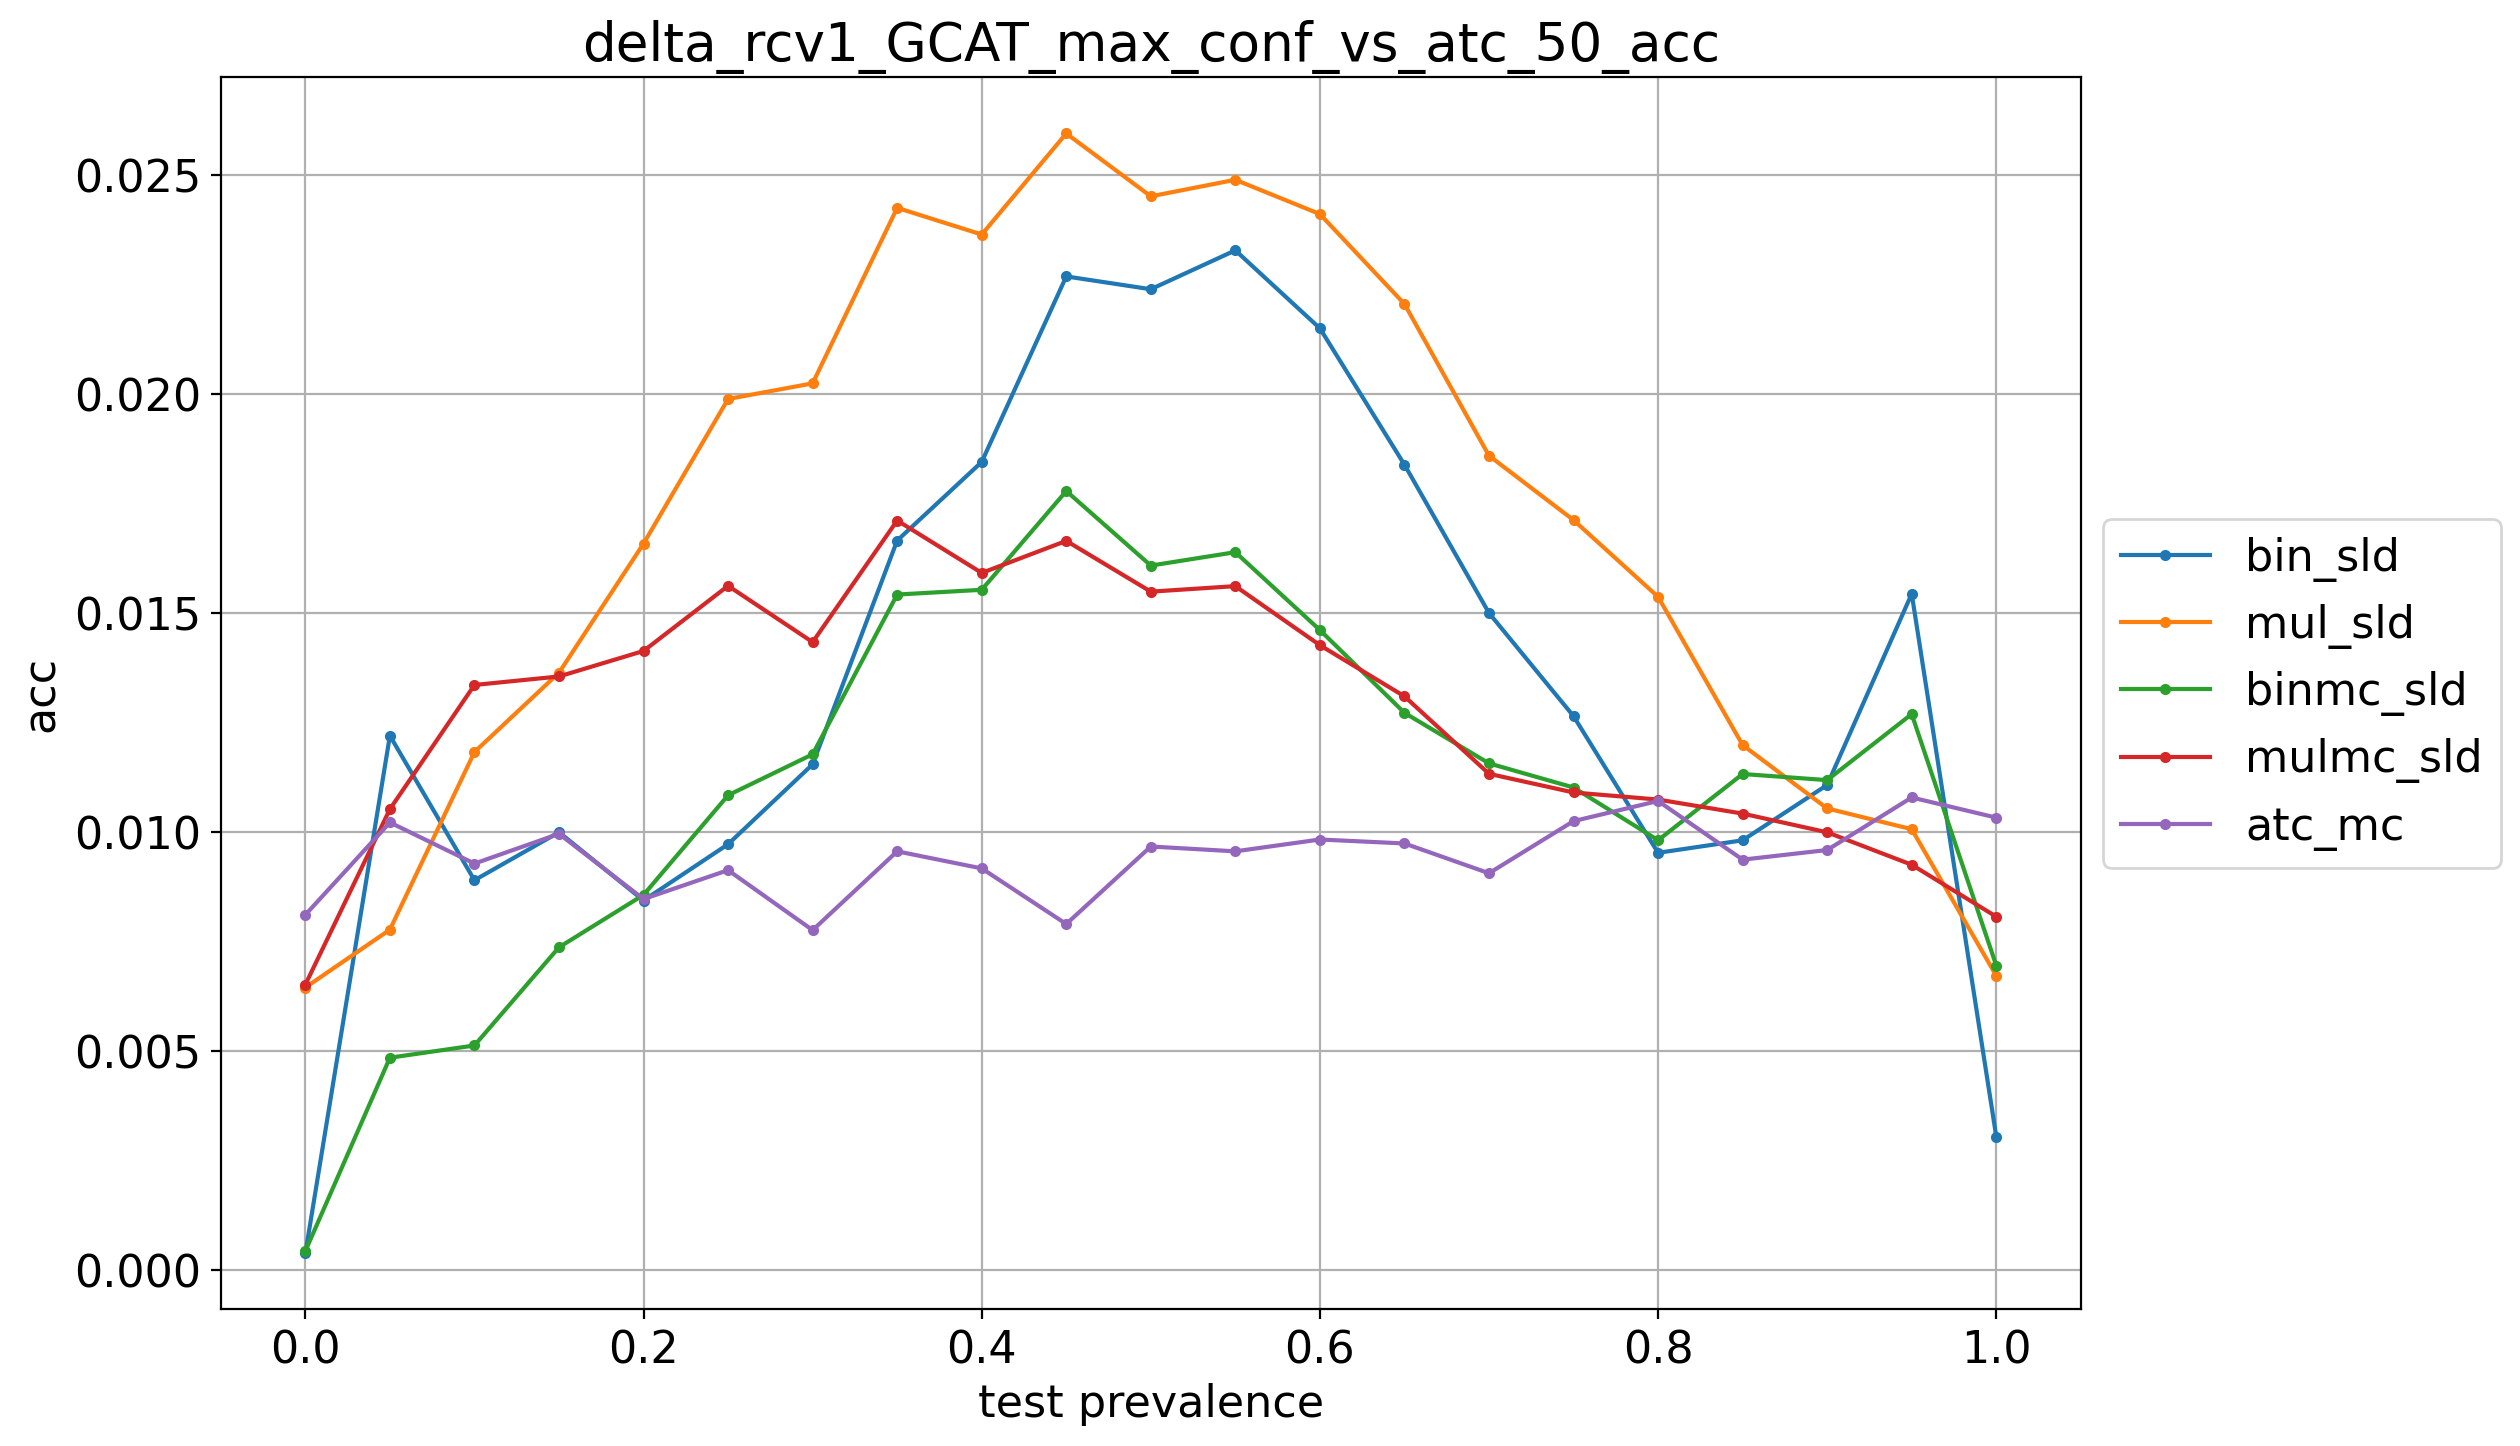 delta_rcv1_GCAT_max_conf_vs_atc_50_acc
0.025
0.020
0.015
0.010
0.005
0.000
acc
0.0 0.2 0.4 0.6 0.8 1.0
test prevalence
bin_sld
mul_sld
binmc_sld
mulmc_sld
atc_mc